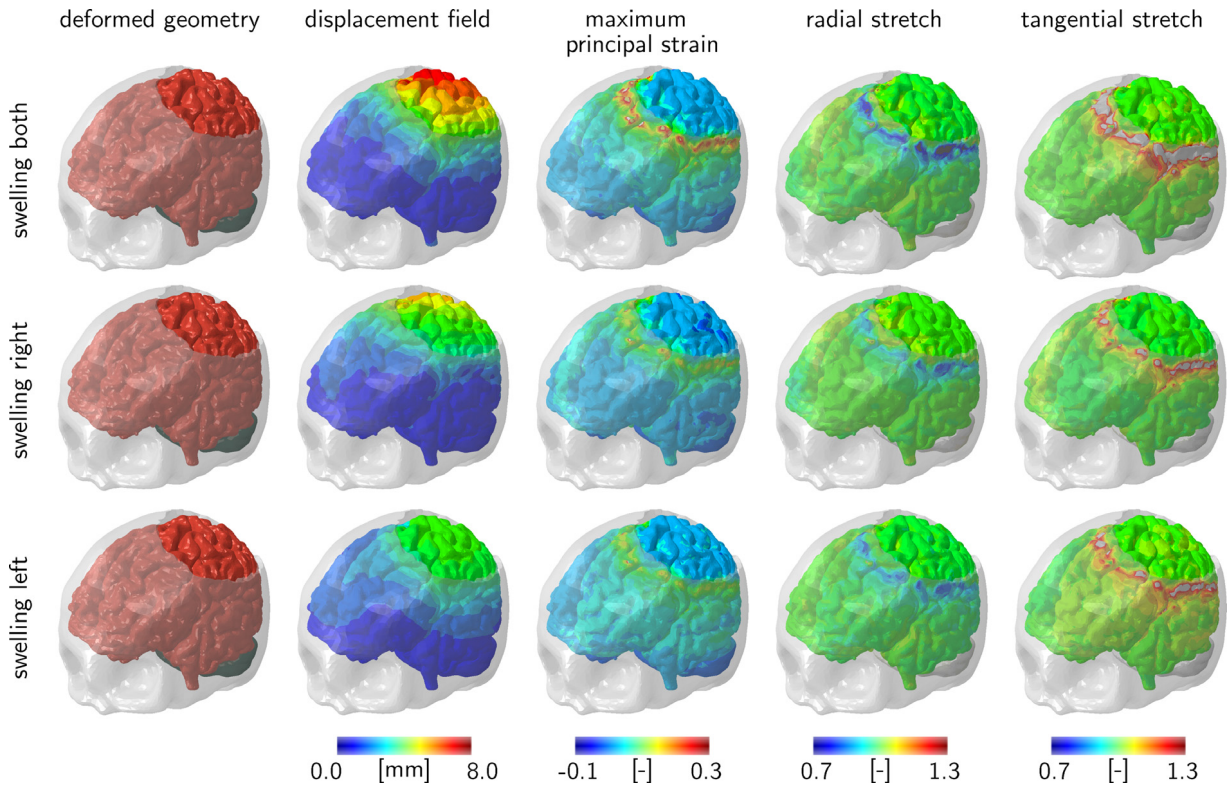 deformed geometry displacement field maximum radial stretch tangential stretch
principal strain
swelling both
swelling right
swelling left
0.0 [mm] 8.0 -0.1 [-] 0.3 0.7 [-] 1.3 0.7 [-] 1.3